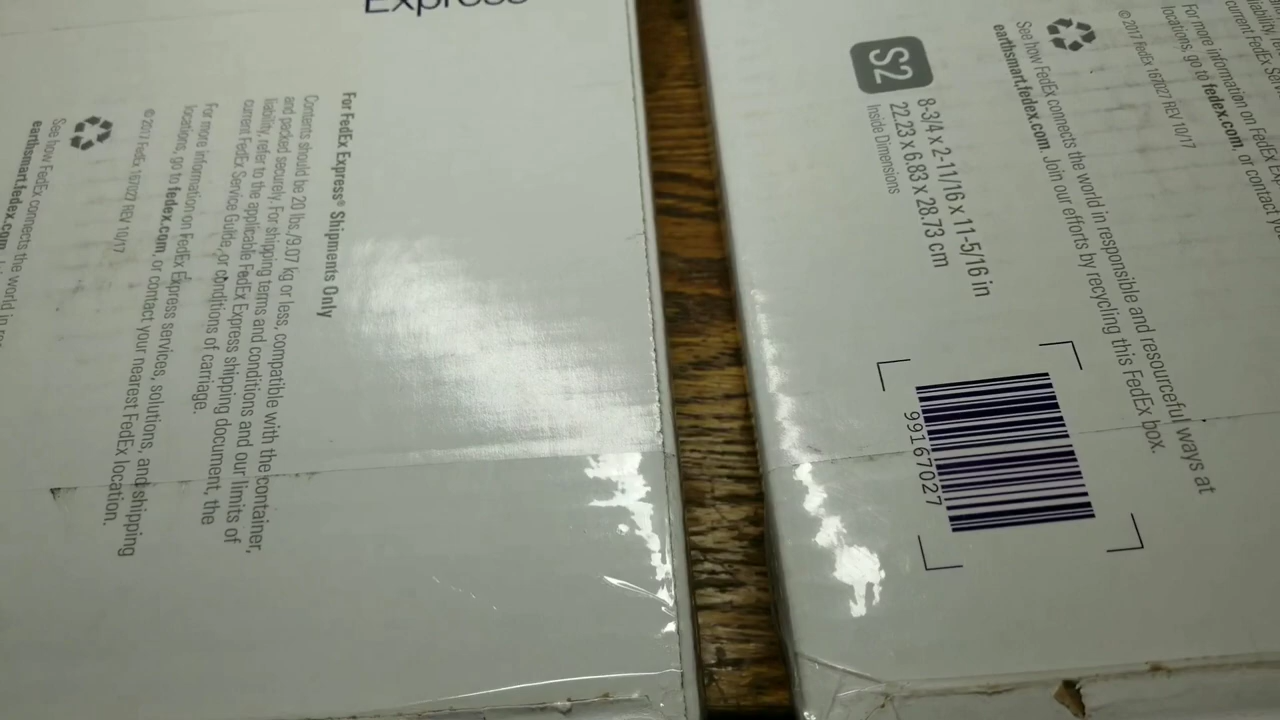 Express
For FedEx Express® Shipments Only
Contents should be 20 lbs./9.07 kg or less, compatible with the container,
and packed securely. For shipping terms and conditions and our limits of
liability, refer to the applicable FedEx Express shipping document, the
current FedEx Service Guide, or conditions of carriage.
For more information on FedEx Express services, solutions, and shipping
locations, go to fedex.com, or contact your nearest FedEx location.
© 2017 FedEx 167027 REV 10/17
See how FedEx connects the world in
earthsmart.fedex.com.
liability,
current FedEx
For more information on FedEx
locations, go to fedex.com, or contact
© 2017 FedEx 167027 REV 10/17
See how FedEx connects the world in responsible and resourceful ways at
earthsmart.fedex.com. Join our efforts by recycling this FedEx box.
S2
8-3/4 x 2-11/16 x 11-5/16 in
22.23 x 6.83 x 28.73 cm
Inside Dimensions
99167027